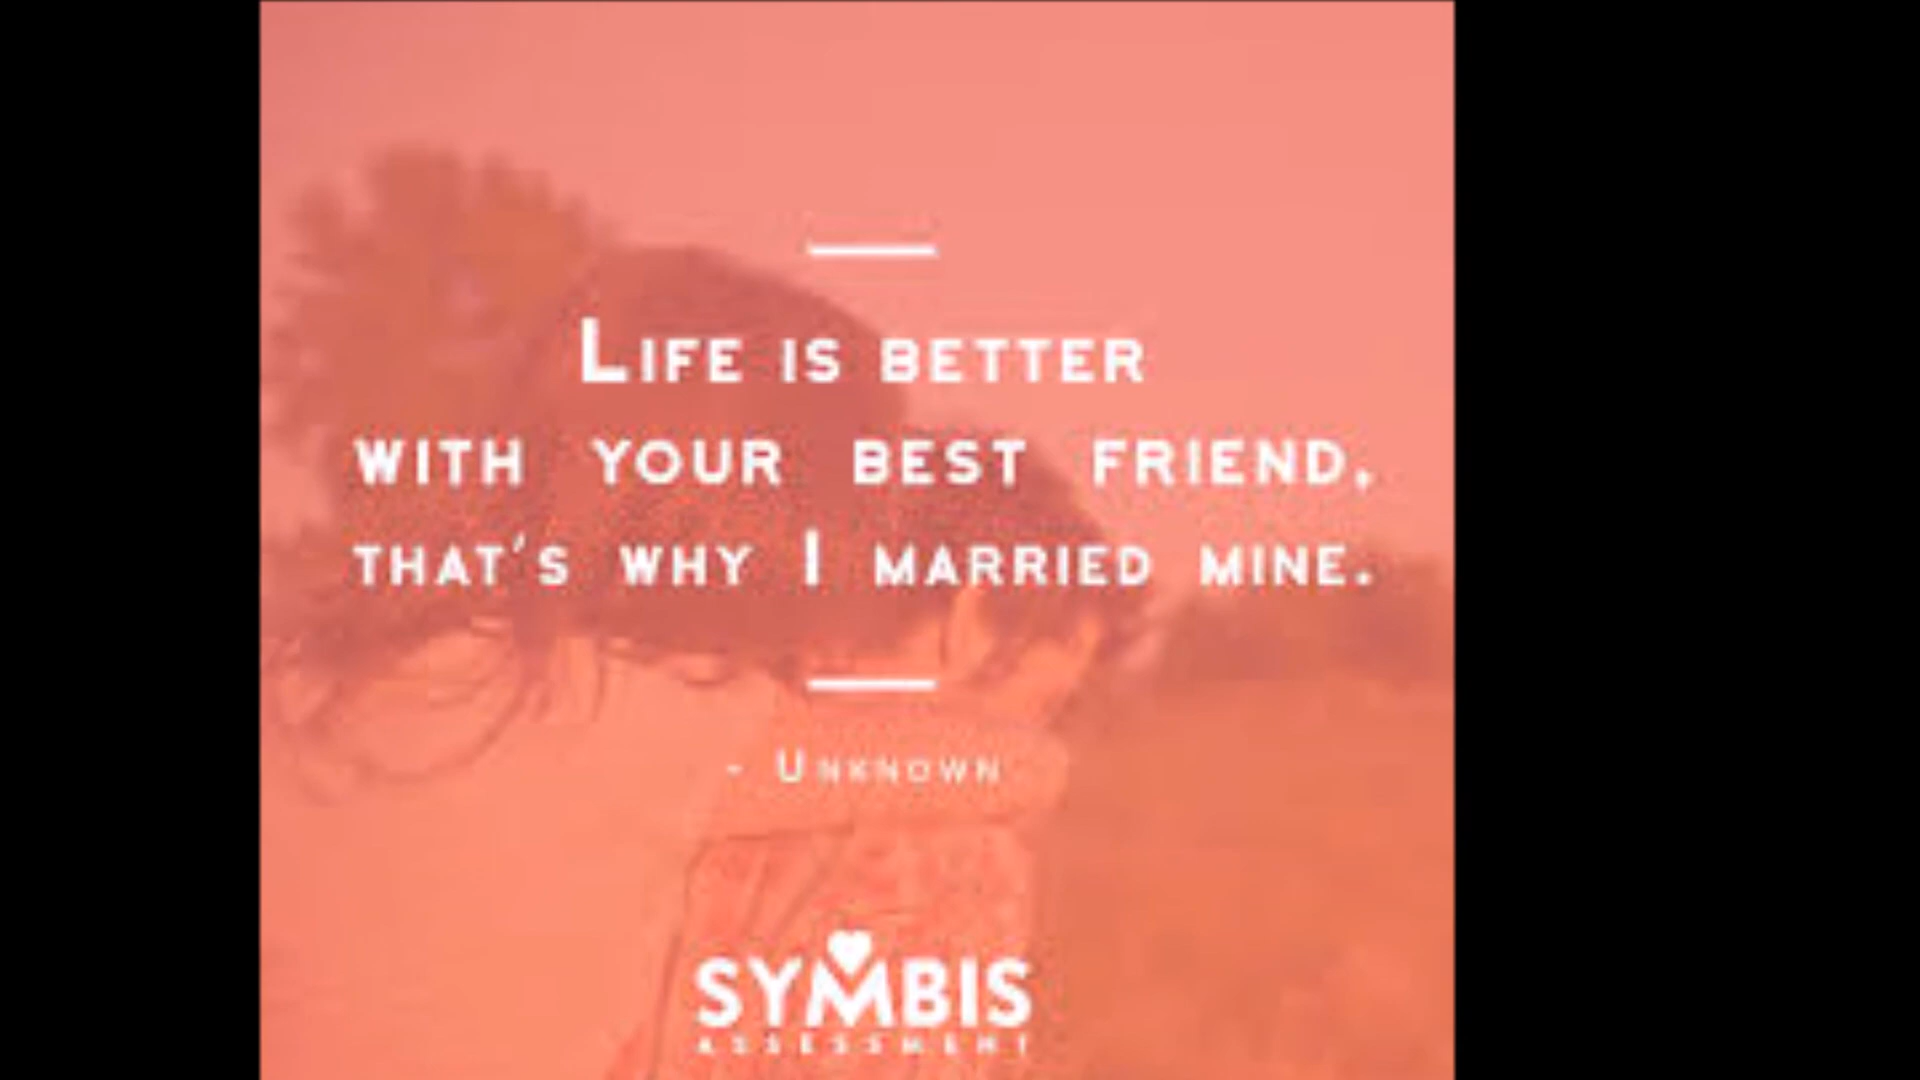 Life is better
with your best friend,
that's why I married mine.
- Unknown
SYMBIS
ASSESSMENT